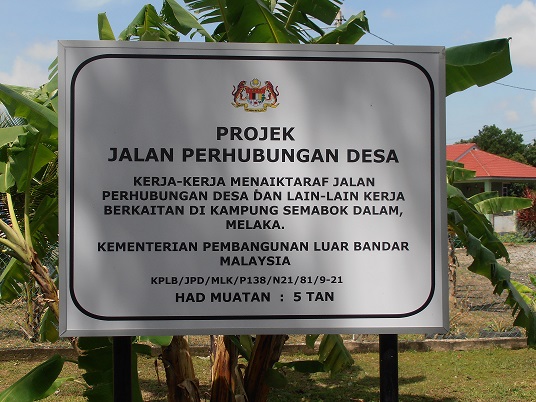 PROJEK
JALAN PERHUBUNGAN DESA
KERJA-KERJA MENAIKTARAF JALAN
PERHUBUNGAN DESA DAN LAIN-LAIN KERJA
BERKAITAN DI KAMPUNG SEMABOK DALAM,
MELAKA.
KEMENTERIAN PEMBANGUNAN LUAR BANDAR
MALAYSIA
KPLB/JPD/MLK/P138/N21/81/9-21
HAD MUATAN : 5 TAN